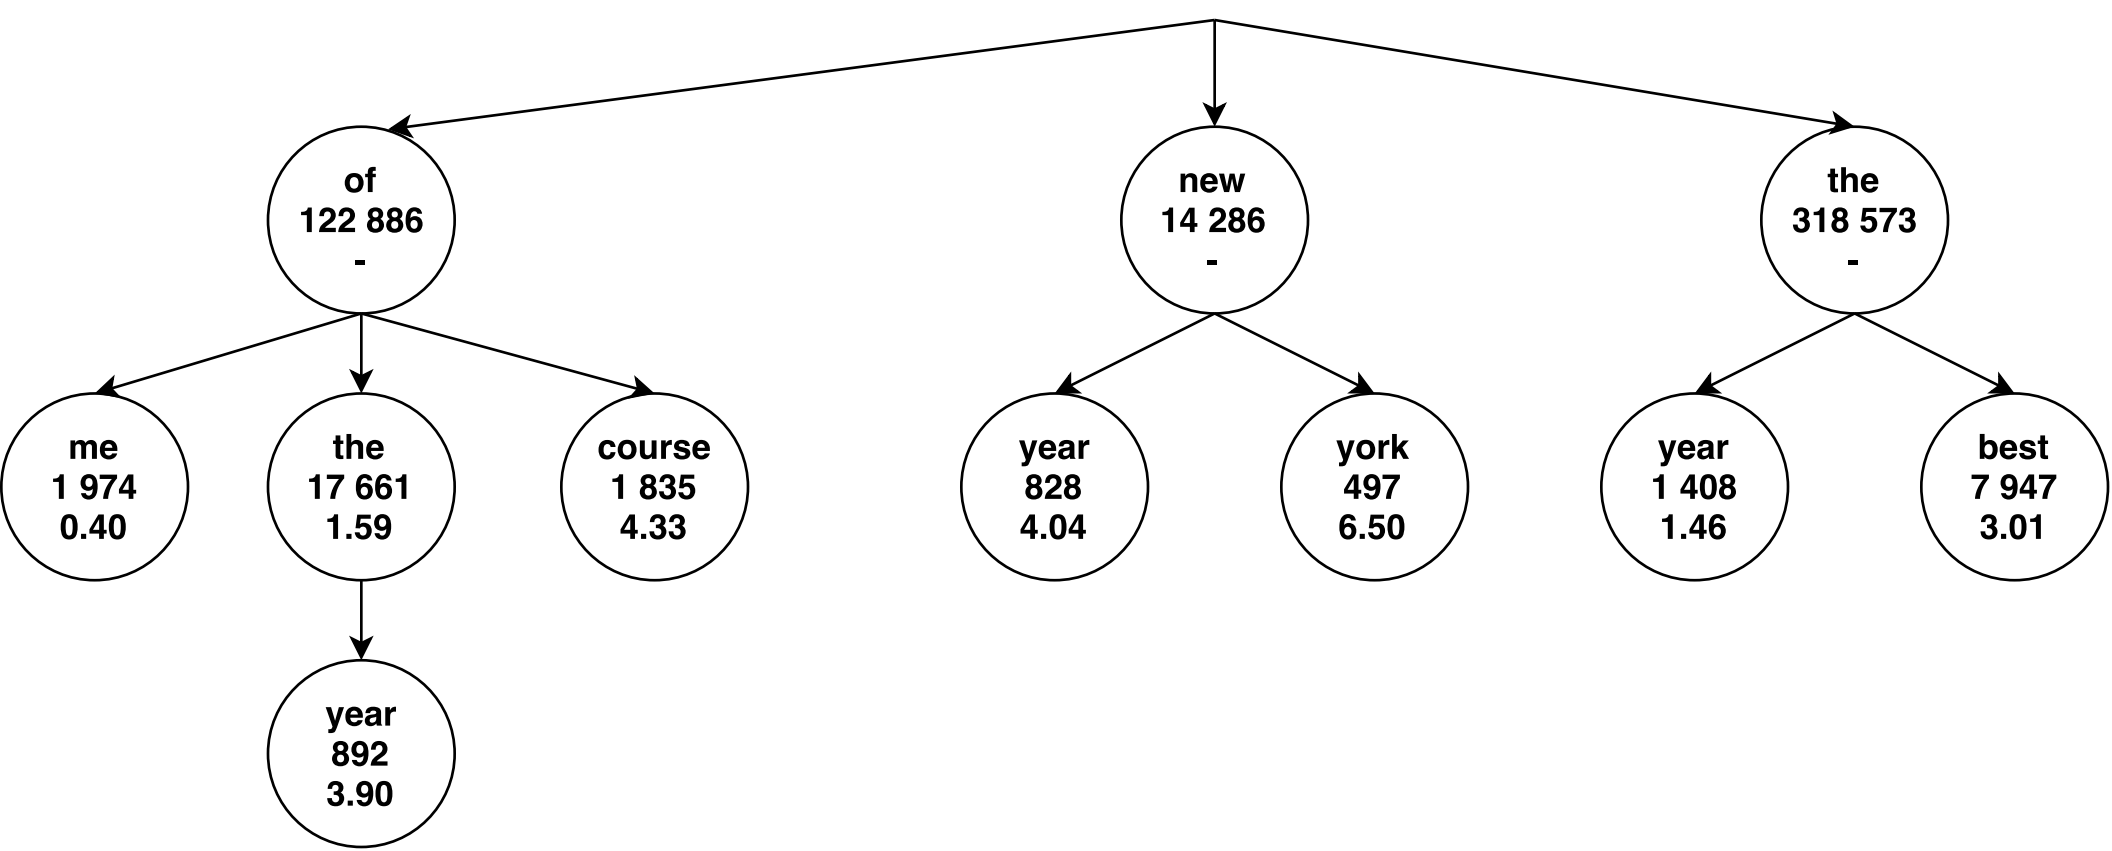 of
122 886
-
new
14 286
-
the
318 573
-
me
1 974
0.40
the
17 661
1.59
course
1 835
4.33
year
828
4.04
york
497
6.50
year
1 408
1.46
best
7 947
3.01
year
892
3.90